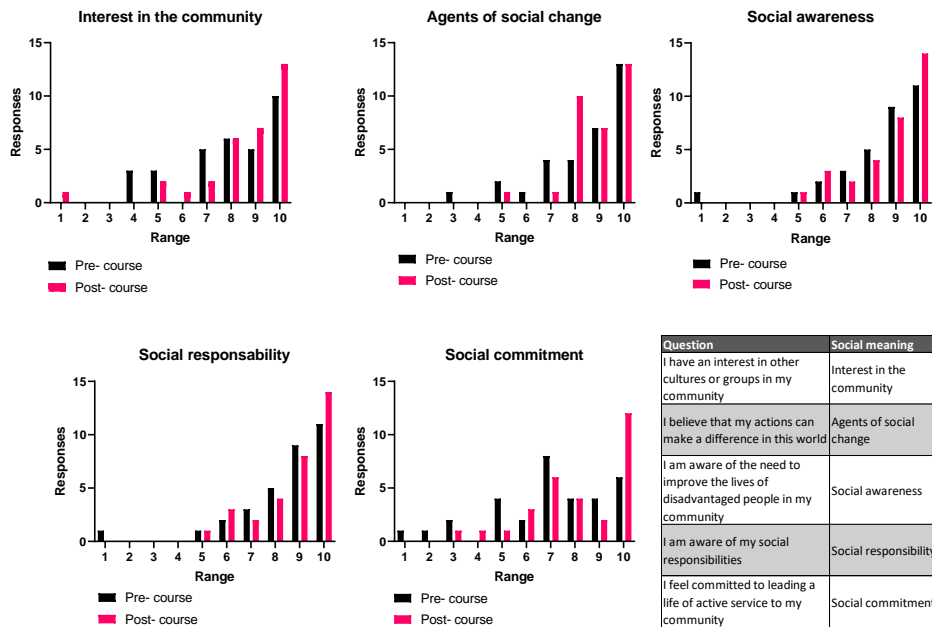 Interest in the community
15
10
5
0
Responses
1 2 3 4 5 6 7 8 9 10
Range
Pre- course
Post- course
Agents of social change
15
10
5
0
Responses
1 2 3 4 5 6 7 8 9 10
Range
Pre- course
Post- course
Social awareness
15
10
5
0
Responses
1 2 3 4 5 6 7 8 9 10
Range
Pre- course
Post- course
Social responsability
15
10
5
0
Responses
1 2 3 4 5 6 7 8 9 10
Range
Pre- course
Post- course
Social commitment
15
10
5
0
Responses
1 2 3 4 5 6 7 8 9 10
Range
Pre- course
Post- course
Question Social meaning
I have an interest in other
cultures or groups in my
community
Interest in the
community
I believe that my actions can
make a difference in this world
Agents of social
change
I am aware of the need to
improve the lives of
disadvantaged people in my
community
Social awareness
I am aware of my social
responsibilities
Social responsibility
I feel committed to leading a
life of active service to my
community
Social commitment